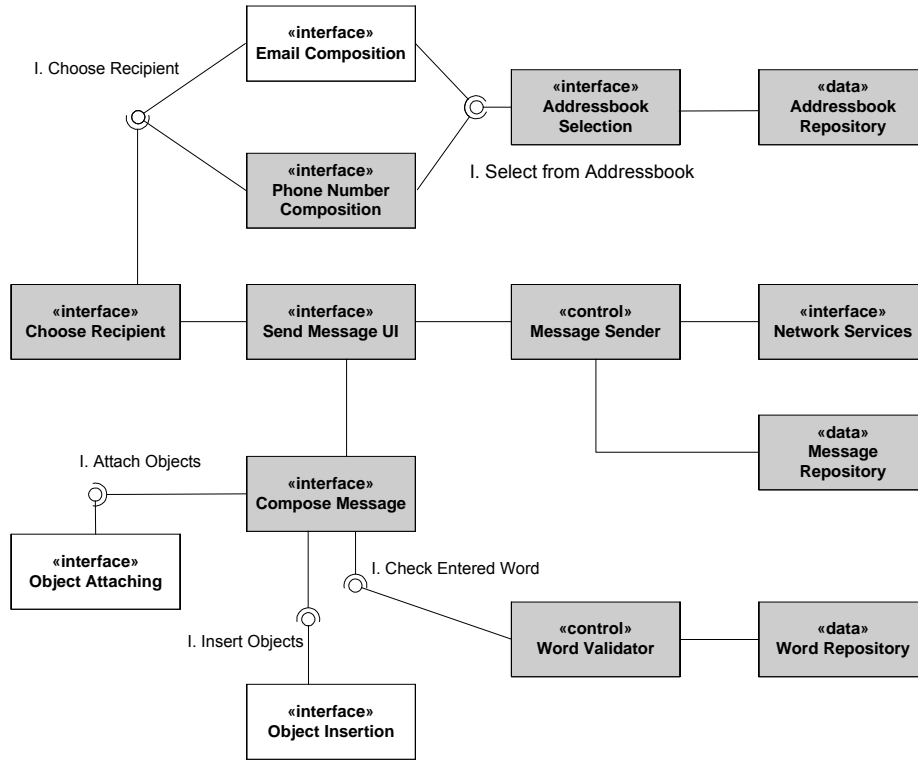 «interface»
Email Composition
I. Choose Recipient
«interface»
Addressbook
Selection
«data»
Addressbook
Repository
«interface»
Phone Number
Composition
I. Select from Addressbook
«interface»
Choose Recipient
«interface»
Send Message UI
«control»
Message Sender
«interface»
Network Services
«data»
Message
Repository
I. Attach Objects
«interface»
Compose Message
«interface»
Object Attaching
I. Check Entered Word
I. Insert Objects
«control»
Word Validator
«data»
Word Repository
«interface»
Object Insertion